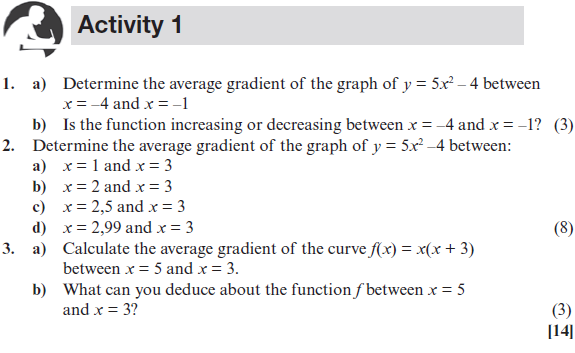 Activity 1
1. a) Determine the average gradient of the graph of y = 5x² – 4 between
x = –4 and x = –1
b) Is the function increasing or decreasing between x = –4 and x = –1? (3)
2. Determine the average gradient of the graph of y = 5x² –4 between:
a) x = 1 and x = 3
b) x = 2 and x = 3
c) x = 2,5 and x = 3
d) x = 2,99 and x = 3 (8)
3. a) Calculate the average gradient of the curve f(x) = x(x + 3)
between x = 5 and x = 3.
b) What can you deduce about the function f between x = 5
and x = 3? (3)
[14]